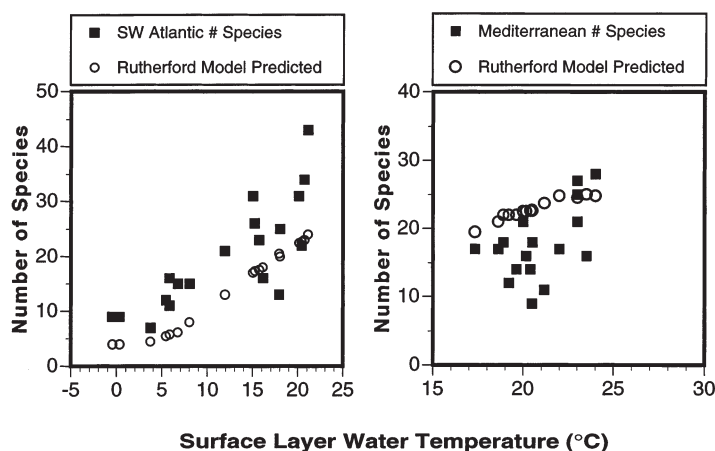 SW Atlantic # Species
Rutherford Model Predicted
Number of Species
50
40
30
20
10
0
-5 0 5 10 15 20 25
Mediterranean # Species
Rutherford Model Predicted
Number of Species
40
30
20
10
0
15 20 25 30
Surface Layer Water Temperature (°C)